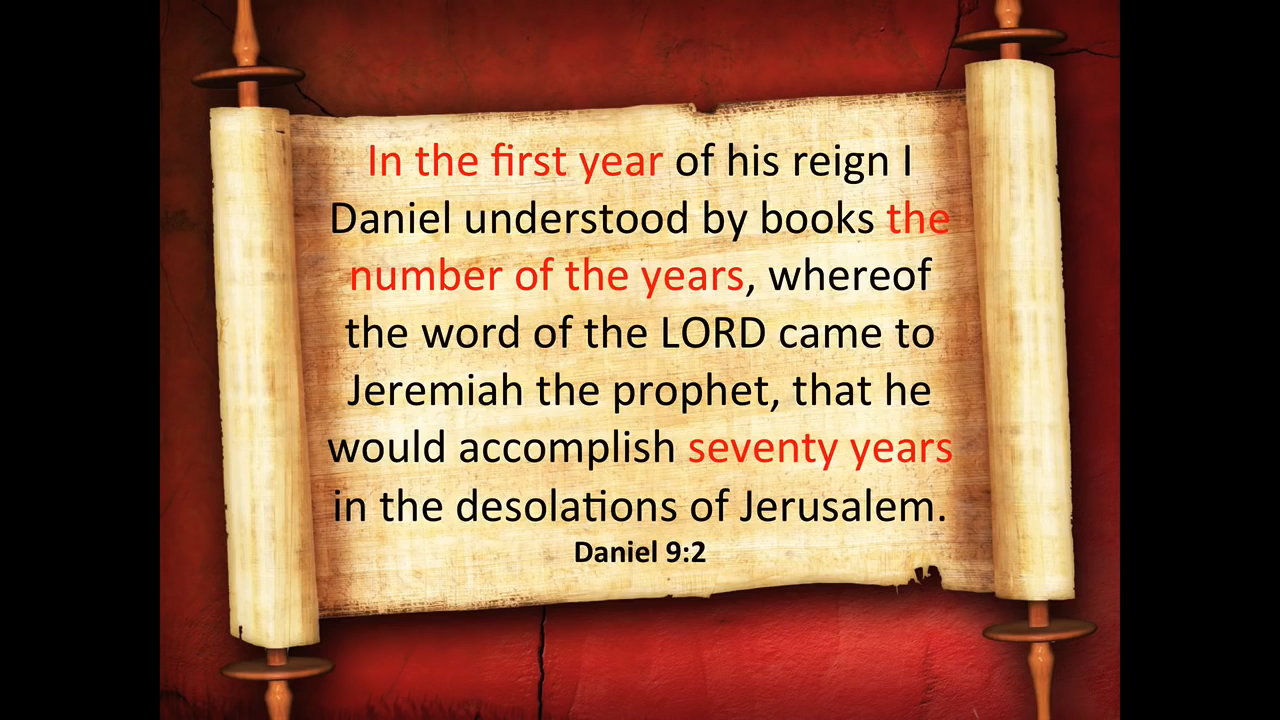 In the first year of his reign I
Daniel understood by books the
number of the years, whereof
the word of the LORD came to
Jeremiah the prophet, that he
would accomplish seventy years
in the desolations of Jerusalem.
Daniel 9:2